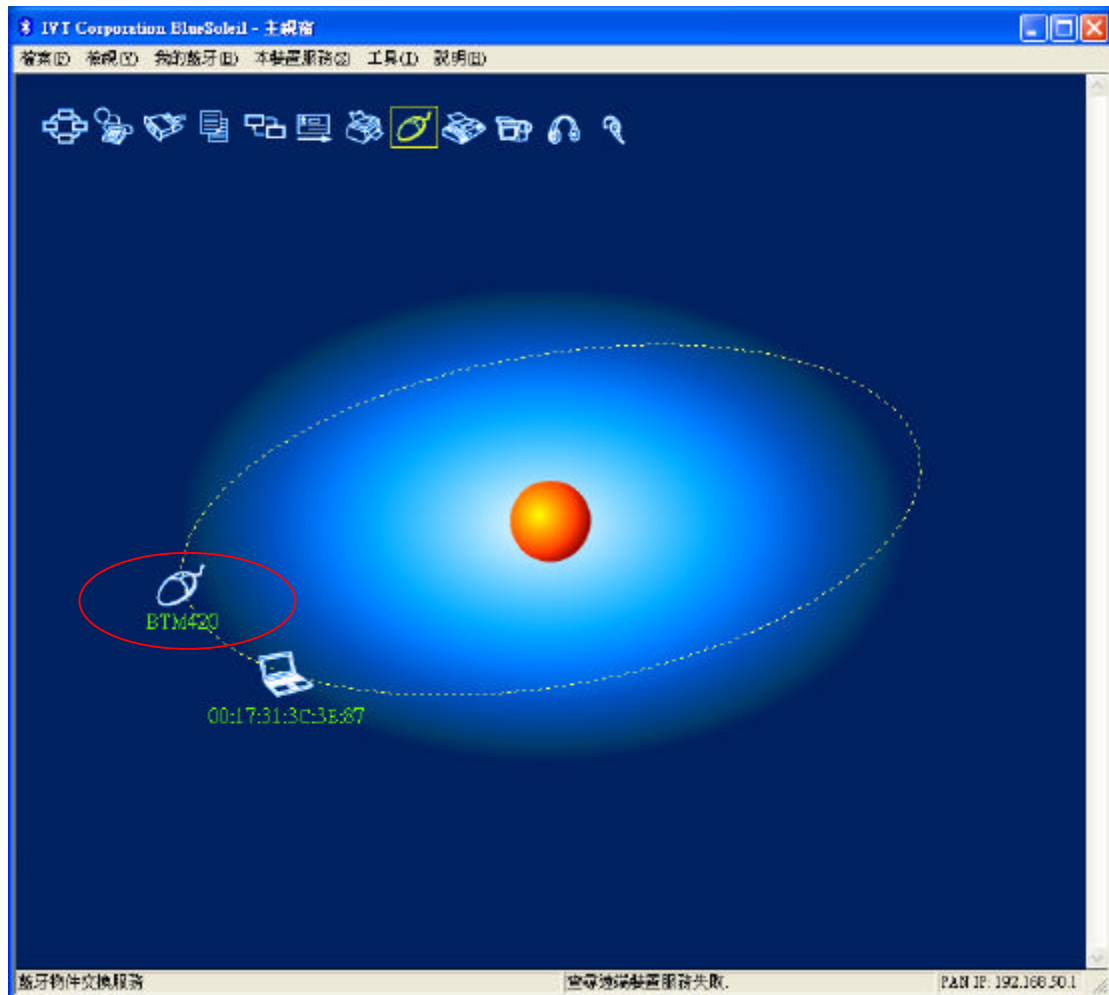 IVT Corporation BlueSoleil - 主視窗
檔案(F) 檢視(Y) 我的藍牙(B) 本裝置服務(S) 工具(T) 說明(H)
BTM420
00:17:31:3C:3E:87
藍牙物件交換服務 查尋遠端裝置服務失敗. PAN IP: 192.168.50.1